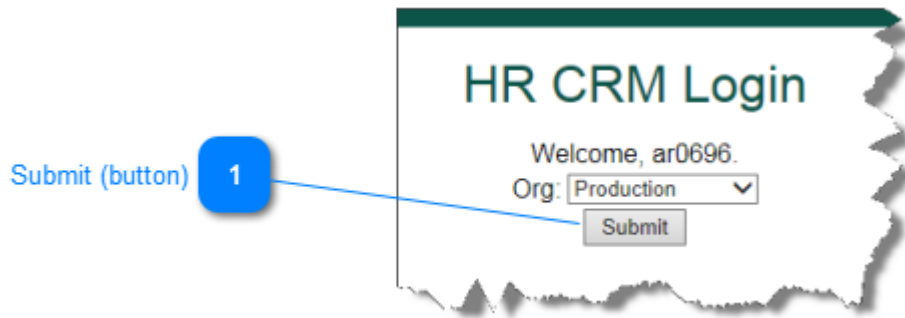 HR CRM Login
Welcome, ar0696.
Org: Production
Submit (button) 1
Submit